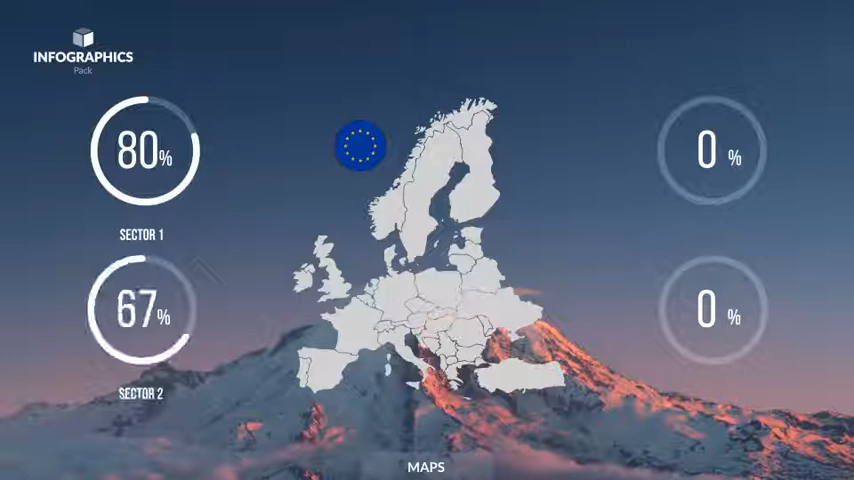 INFOGRAPHICS
Pack
80%
SECTOR 1
67%
SECTOR 2
0 %
0 %
MAPS